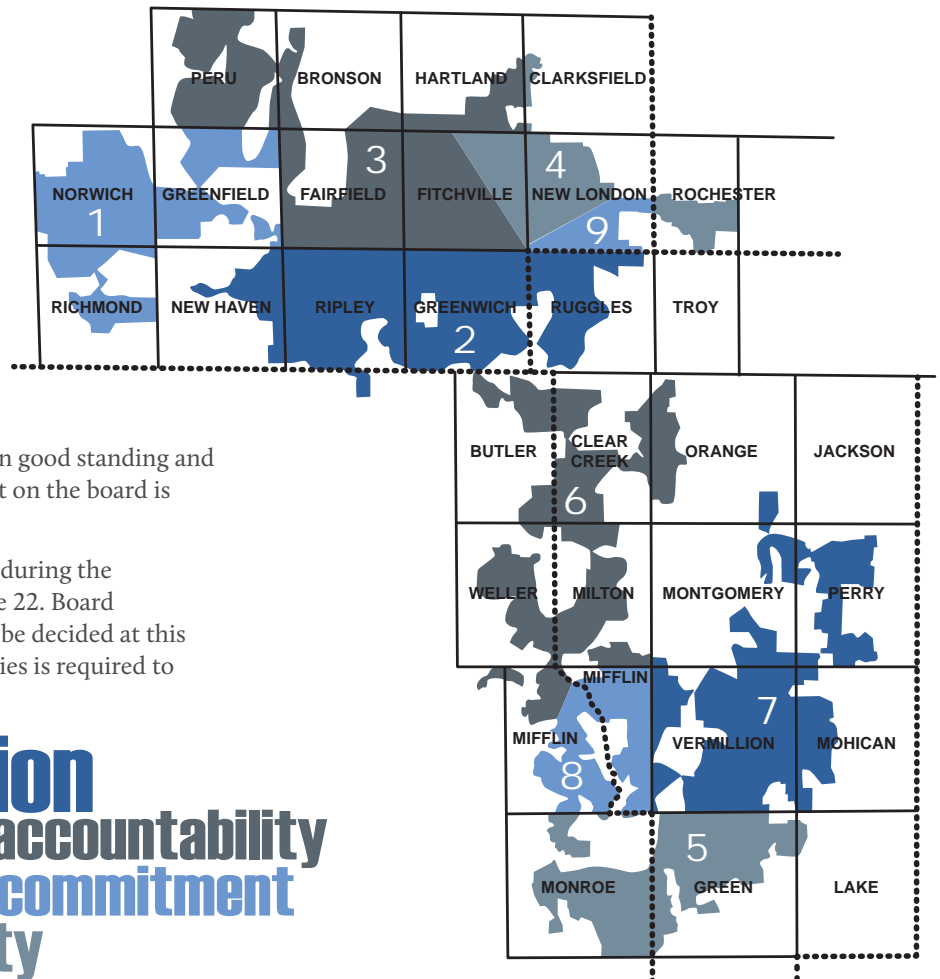 PERU BRONSON HARTLAND CLARKSFIELD
3 4
NORWICH GREENFIELD FAIRFIELD FITCHVILLE NEW LONDON ROCHESTER
1 9
RICHMOND NEW HAVEN RIPLEY GREENWICH RUGGLES TROY
2
BUTLER CLEAR
CREEK ORANGE JACKSON
6
WELLER MILTON MONTGOMERY PERRY
MIFFLIN
7
MIFFLIN VERMILLION MOHICAN
8
5
MONROE GREEN LAKE
n good standing and
t on the board is
during the
e 22. Board
be decided at this
ies is required to
ion
accountability
commitment
ty